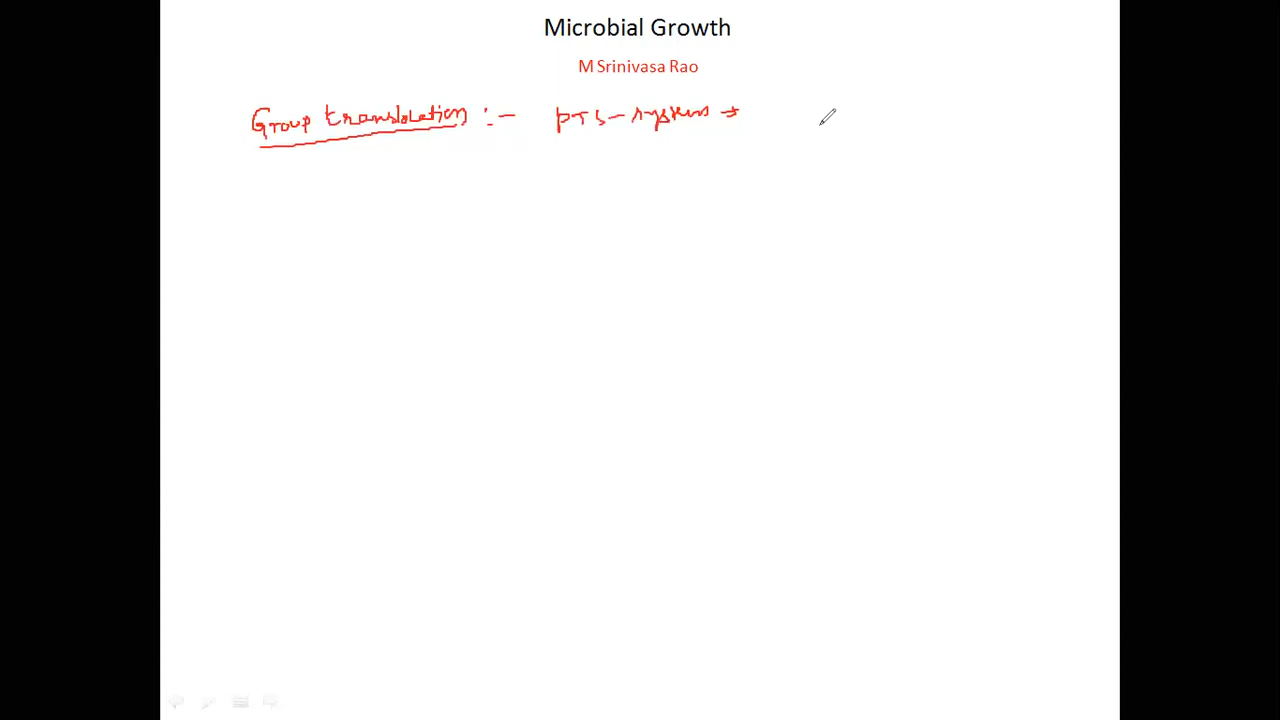 Microbial Growth
M Srinivasa Rao
Group translocation :- PTS - system →